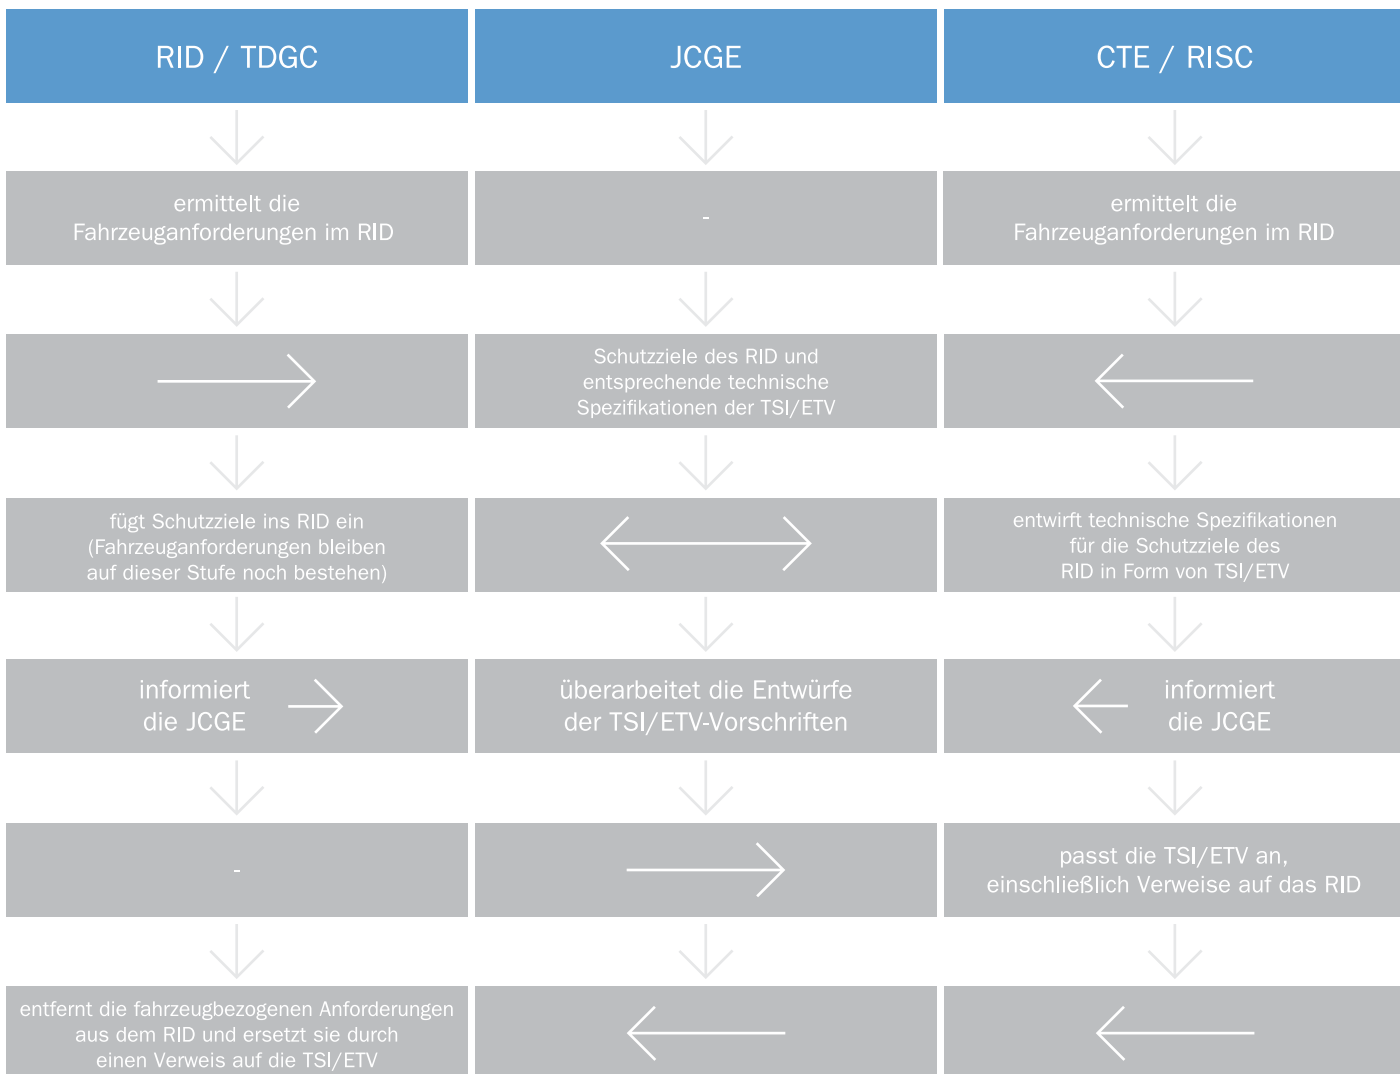 RID / TDGC
JCGE
CTE / RISC
ermittelt die
Fahrzeuganforderungen im RID
-
ermittelt die
Fahrzeuganforderungen im RID
Schutzziele des RID und
entsprechende technische
Spezifikationen der TSI/ETV
fügt Schutzziele ins RID ein
(Fahrzeuganforderungen bleiben
auf dieser Stufe noch bestehen)
entwirft technische Spezifikationen
für die Schutzziele des
RID in Form von TSI/ETV
informiert
die JCGE
überarbeitet die Entwürfe
der TSI/ETV-Vorschriften
informiert
die JCGE
-
passt die TSI/ETV an,
einschließlich Verweise auf das RID
entfernt die fahrzeugbezogenen Anforderungen
aus dem RID und ersetzt sie durch
einen Verweis auf die TSI/ETV